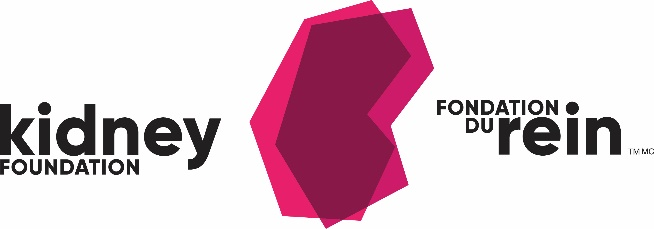 kidney
FOUNDATION
FONDATION
DU rein TM MC